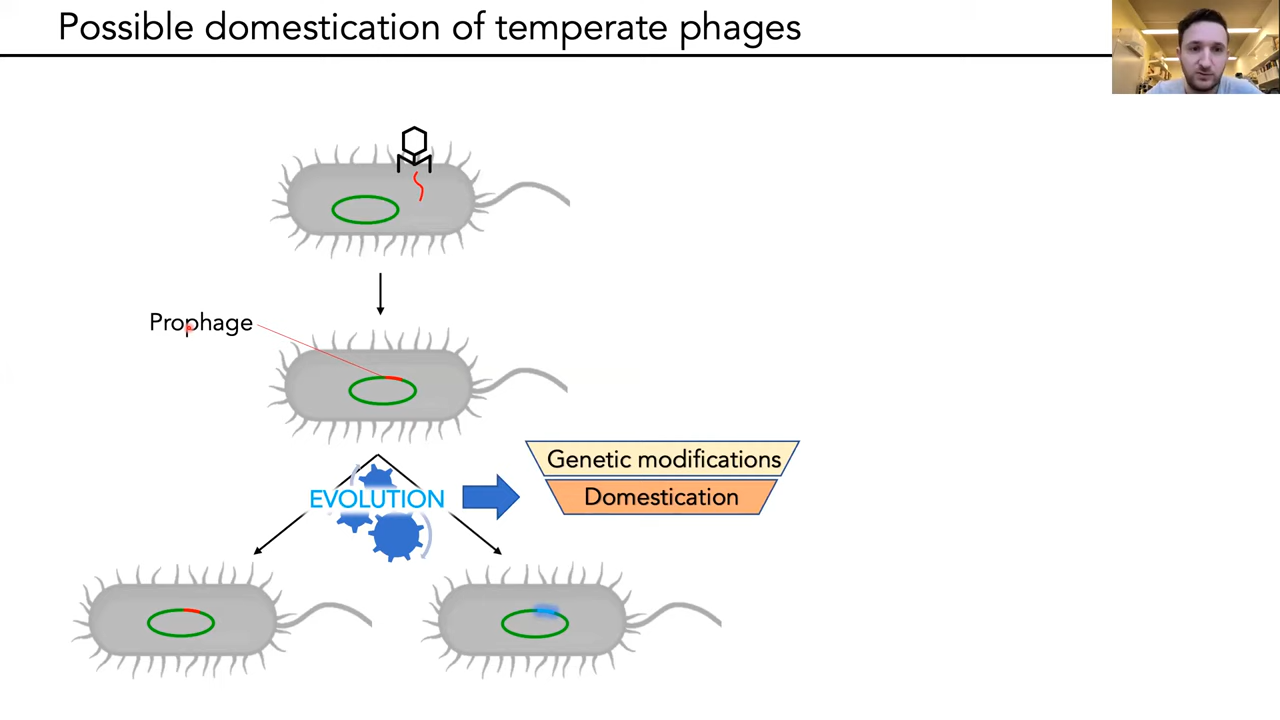 Possible domestication of temperate phages
Prophage
EVOLUTION
Genetic modifications
Domestication